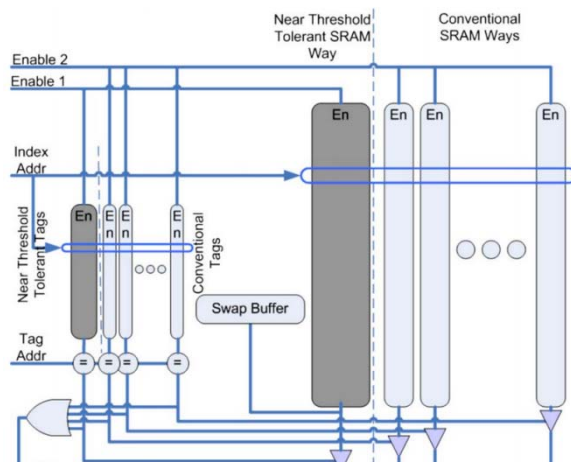 Near Threshold
Tolerant SRAM
Way
Conventional
SRAM Ways
Enable 2
Enable 1
En
En
En
En
Index
Addr
Near Threshold
Tolerant Tags
En
E
n
E
n
E
n
Conventional
Tags
Swap Buffer
Tag
Addr
=
=
=
=